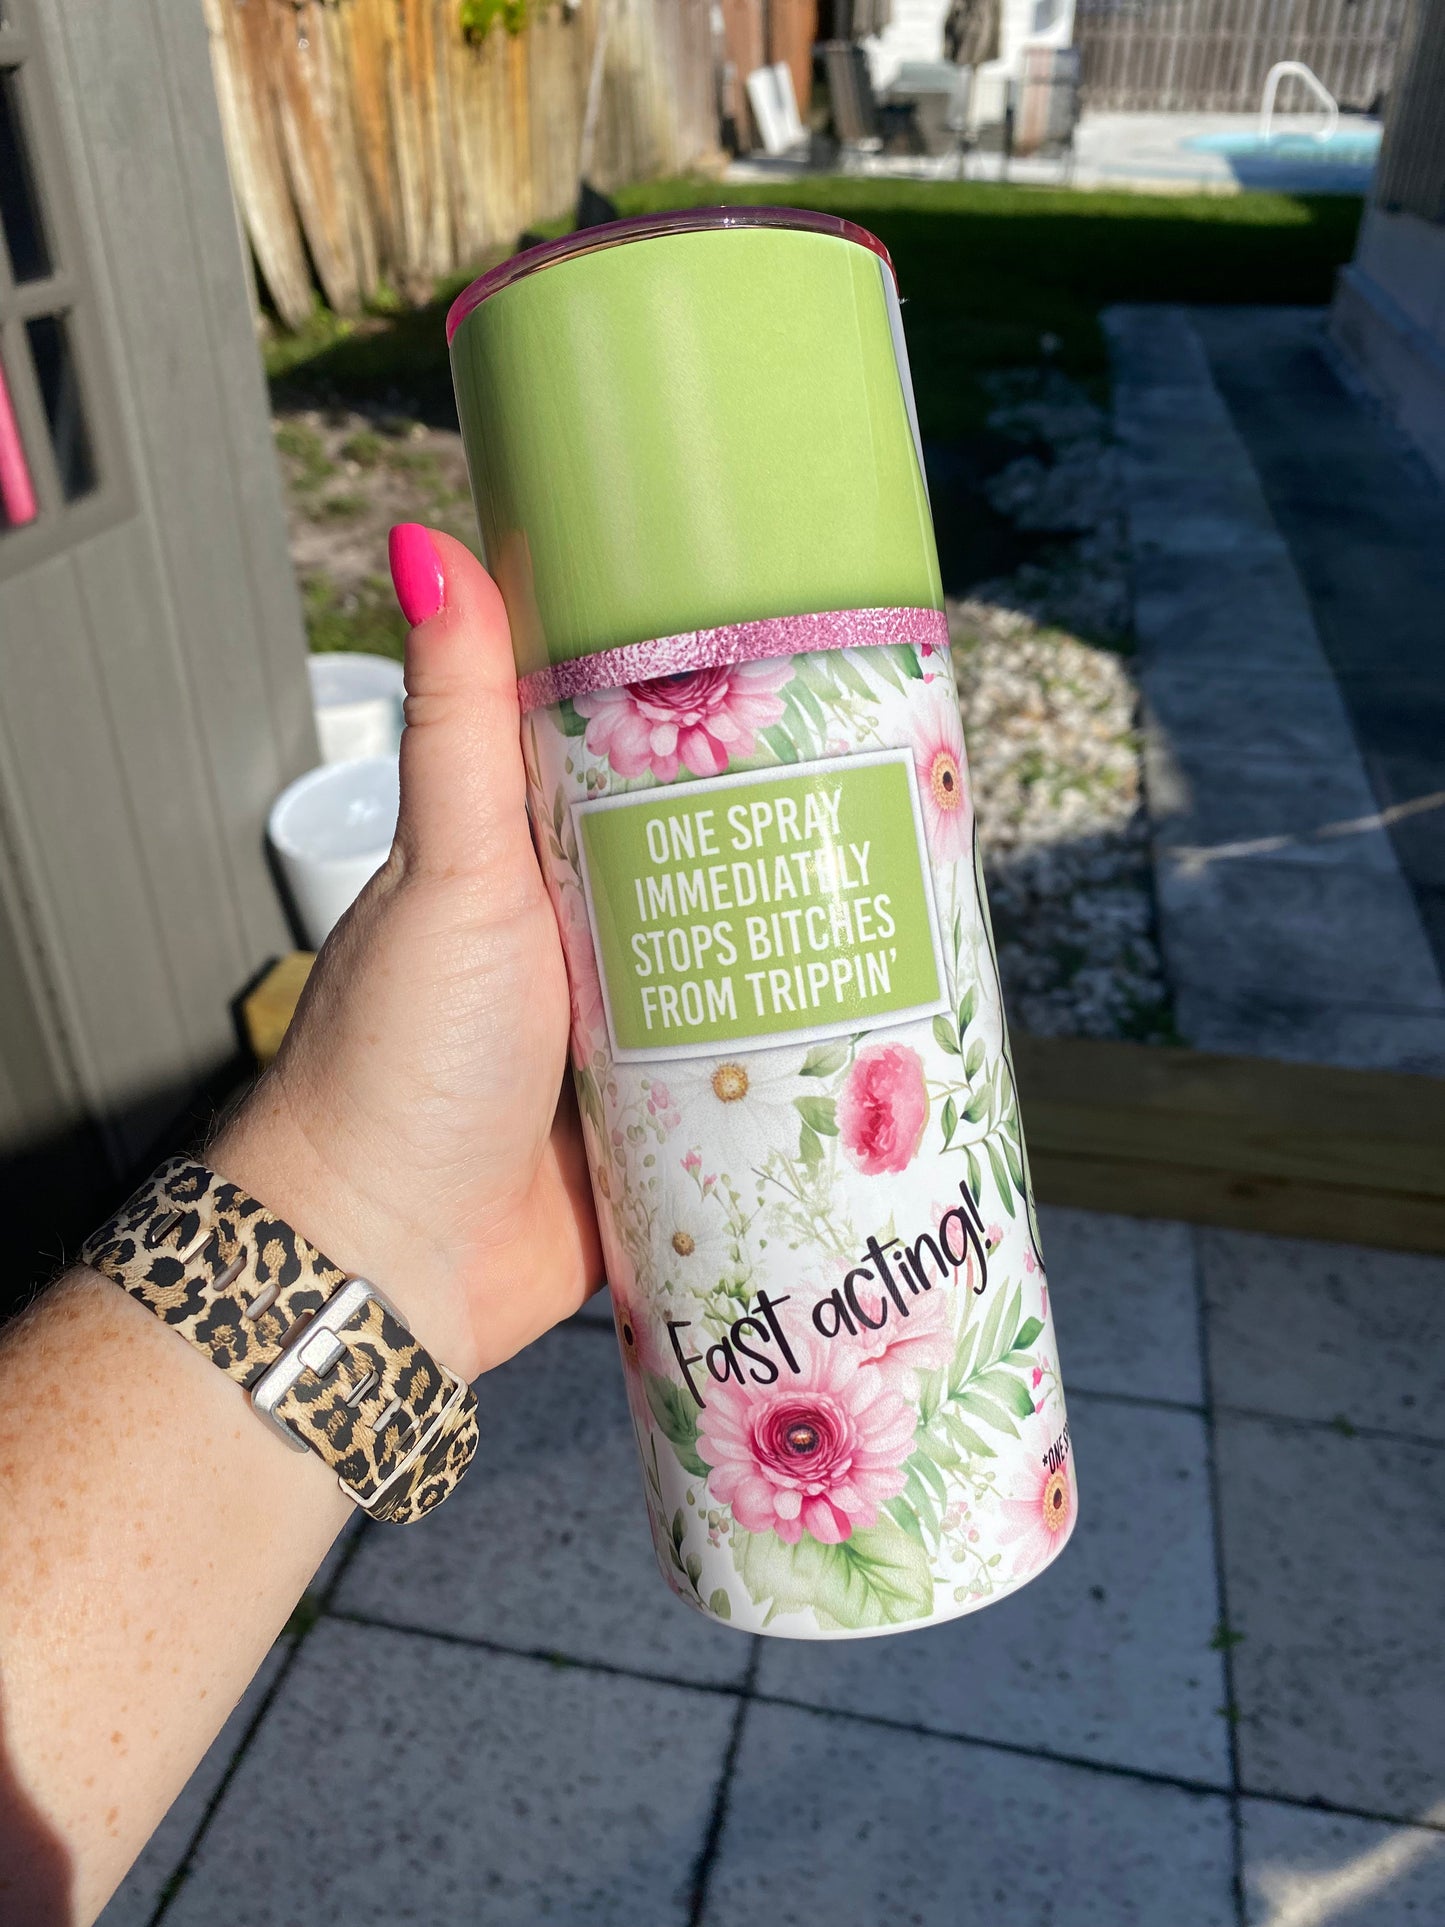 ONE SPRAY
IMMEDIATELY
STOPS BITCHES
FROM TRIPPIN'
Fast acting!